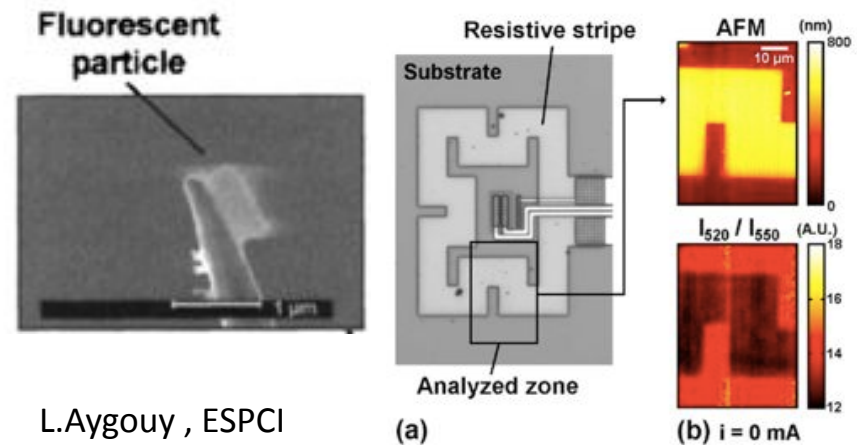 Fluorescent
particle
1 µm
L.Aygouy , ESPCI
Resistive stripe
Substrate
Analyzed zone
(a)
AFM
(nm)
800
10 µm
0
I520 / I550
(A.U.)
18
16
14
12
(b) i = 0 mA